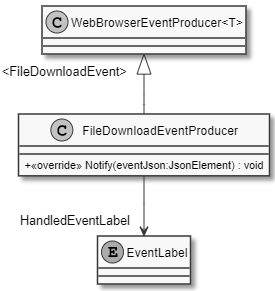 C WebBrowserEventProducer<T>
<FileDownloadEvent>
C FileDownloadEventProducer
+«override» Notify(eventJson:JsonElement) : void
HandledEventLabel
E EventLabel